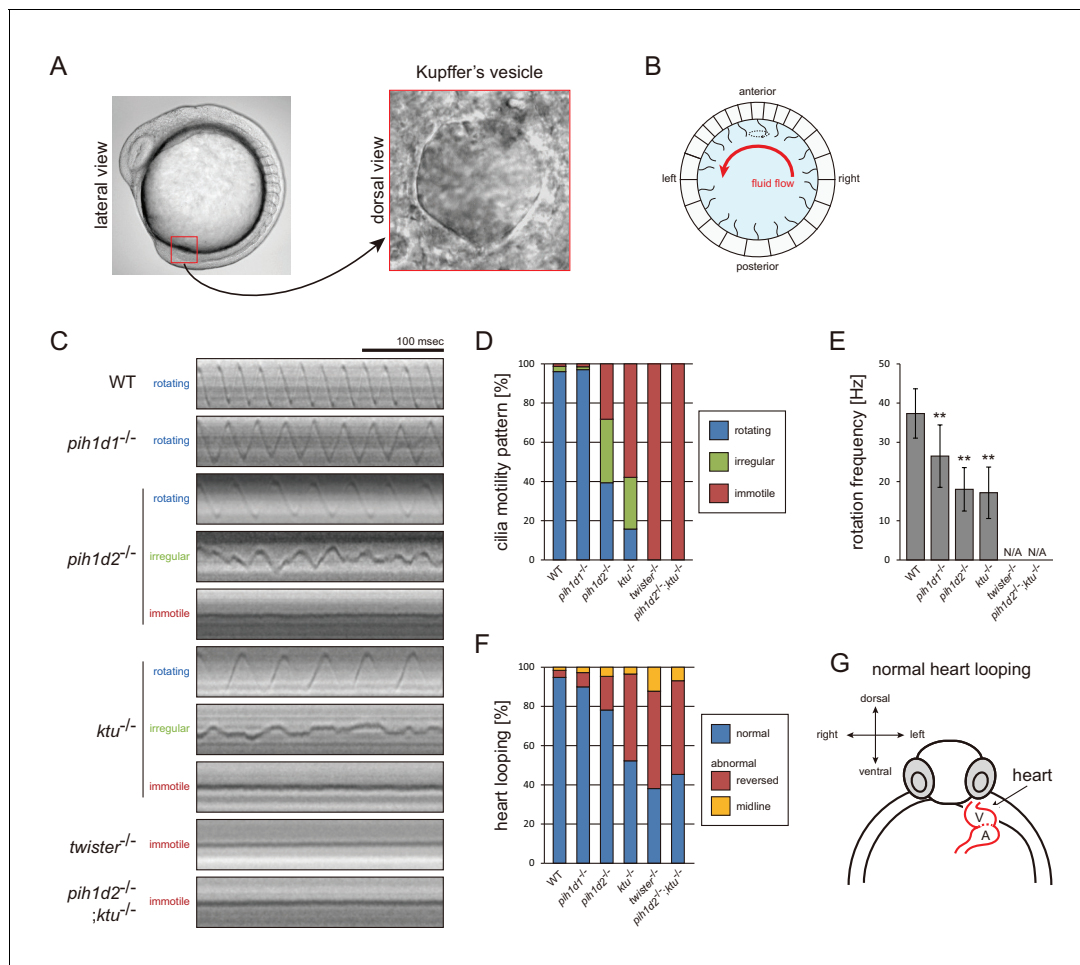 A
lateral view
Kupffer's vesicle
dorsal view
B
anterior
left
right
fluid flow
posterior
C
100 msec
WT
rotating
pih1d1-/-
rotating
pih1d2-/-
rotating
irregular
immotile
ktu-/-
rotating
irregular
immotile
twister-/-
immotile
pih1d2-/-
;ktu-/-
immotile
D
cilia motility pattern [%]
100
80
60
40
20
0
WT
pih1d1-/-
pih1d2-/-
ktu-/-
twister-/-
pih1d2-/-;ktu-/-
rotating
irregular
immotile
E
rotation frequency [Hz]
50
40
30
20
10
0
**
**
**
N/A
N/A
WT
pih1d1-/-
pih1d2-/-
ktu-/-
twister-/-
pih1d2-/-;ktu-/-
F
heart looping [%]
100
80
60
40
20
0
WT
pih1d1-/-
pih1d2-/-
ktu-/-
twister-/-
pih1d2-/-;ktu-/-
normal
abnormal
reversed
midline
G
normal heart looping
dorsal
right
left
ventral
heart
V
A